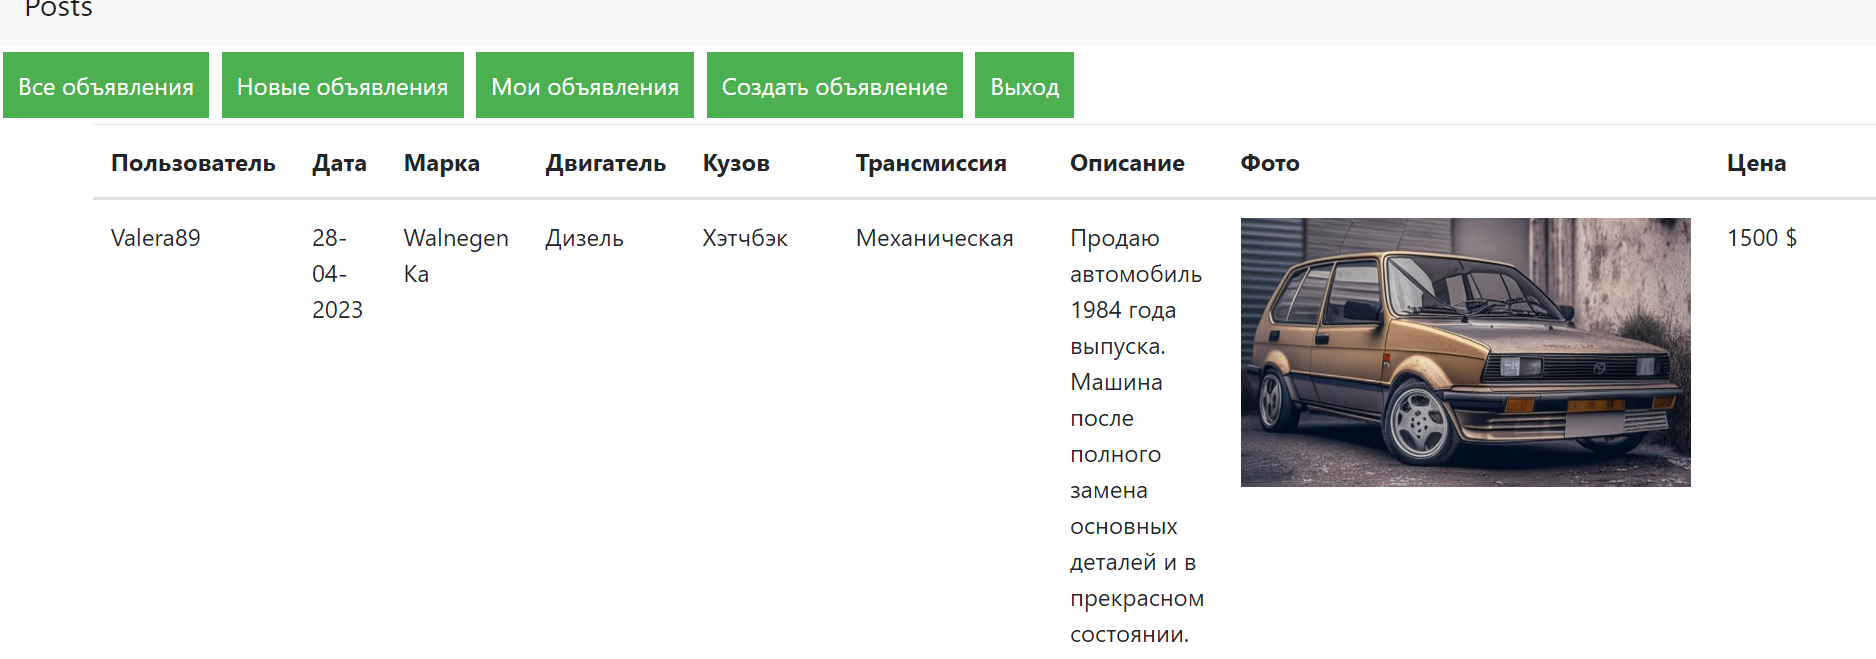 Posts
Все объявления
Новые объявления
Мои объявления
Создать объявление
Выход
Пользователь
Дата
Марка
Двигатель
Кузов
Трансмиссия
Описание
Фото
Цена
Valera89
28-
04-
2023
Walnegen
Ka
Дизель
Хэтчбэк
Механическая
Продаю
автомобиль
1984 года
выпуска.
Машина
после
полного
замена
основных
деталей и в
прекрасном
состоянии.
1500 $